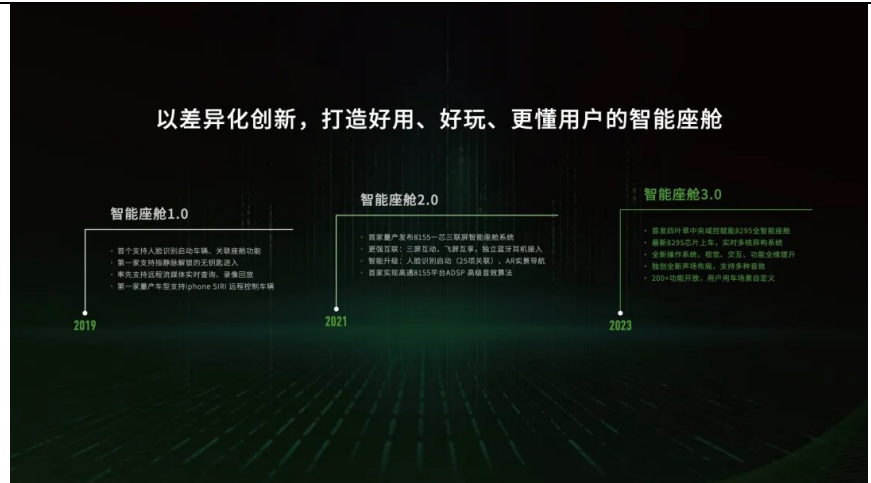 以差异化创新，打造好用、好玩、更懂用户的智能座舱
智能座舱1.0
· 首个支持人脸识别启动车辆、关联座舱功能
· 第一家支持指静脉解锁的无钥匙进入
· 率先支持远程流媒体实时查询、录像回放
· 第一家量产车型支持iphone SIRI 远程控制车辆
2019
智能座舱2.0
· 首家量产发布8155一芯三联屏智能座舱系统
· 更强互联：三屏互动，飞屏互享，独立蓝牙耳机接入
· 智能升级：人脸识别启动（25项关联）、AR实景导航
· 首家实现高通8155平台ADSP 高级音效算法
2021
智能座舱3.0
· 首发四叶草中央域控赋能8295全智能座舱
· 最新8295芯片上车，实时多核异构系统
· 全新操作系统，视觉、交互、功能全维提升
· 独创全新声场布局，支持多种音效
· 200+功能开放，用户用车场景自定义
2023